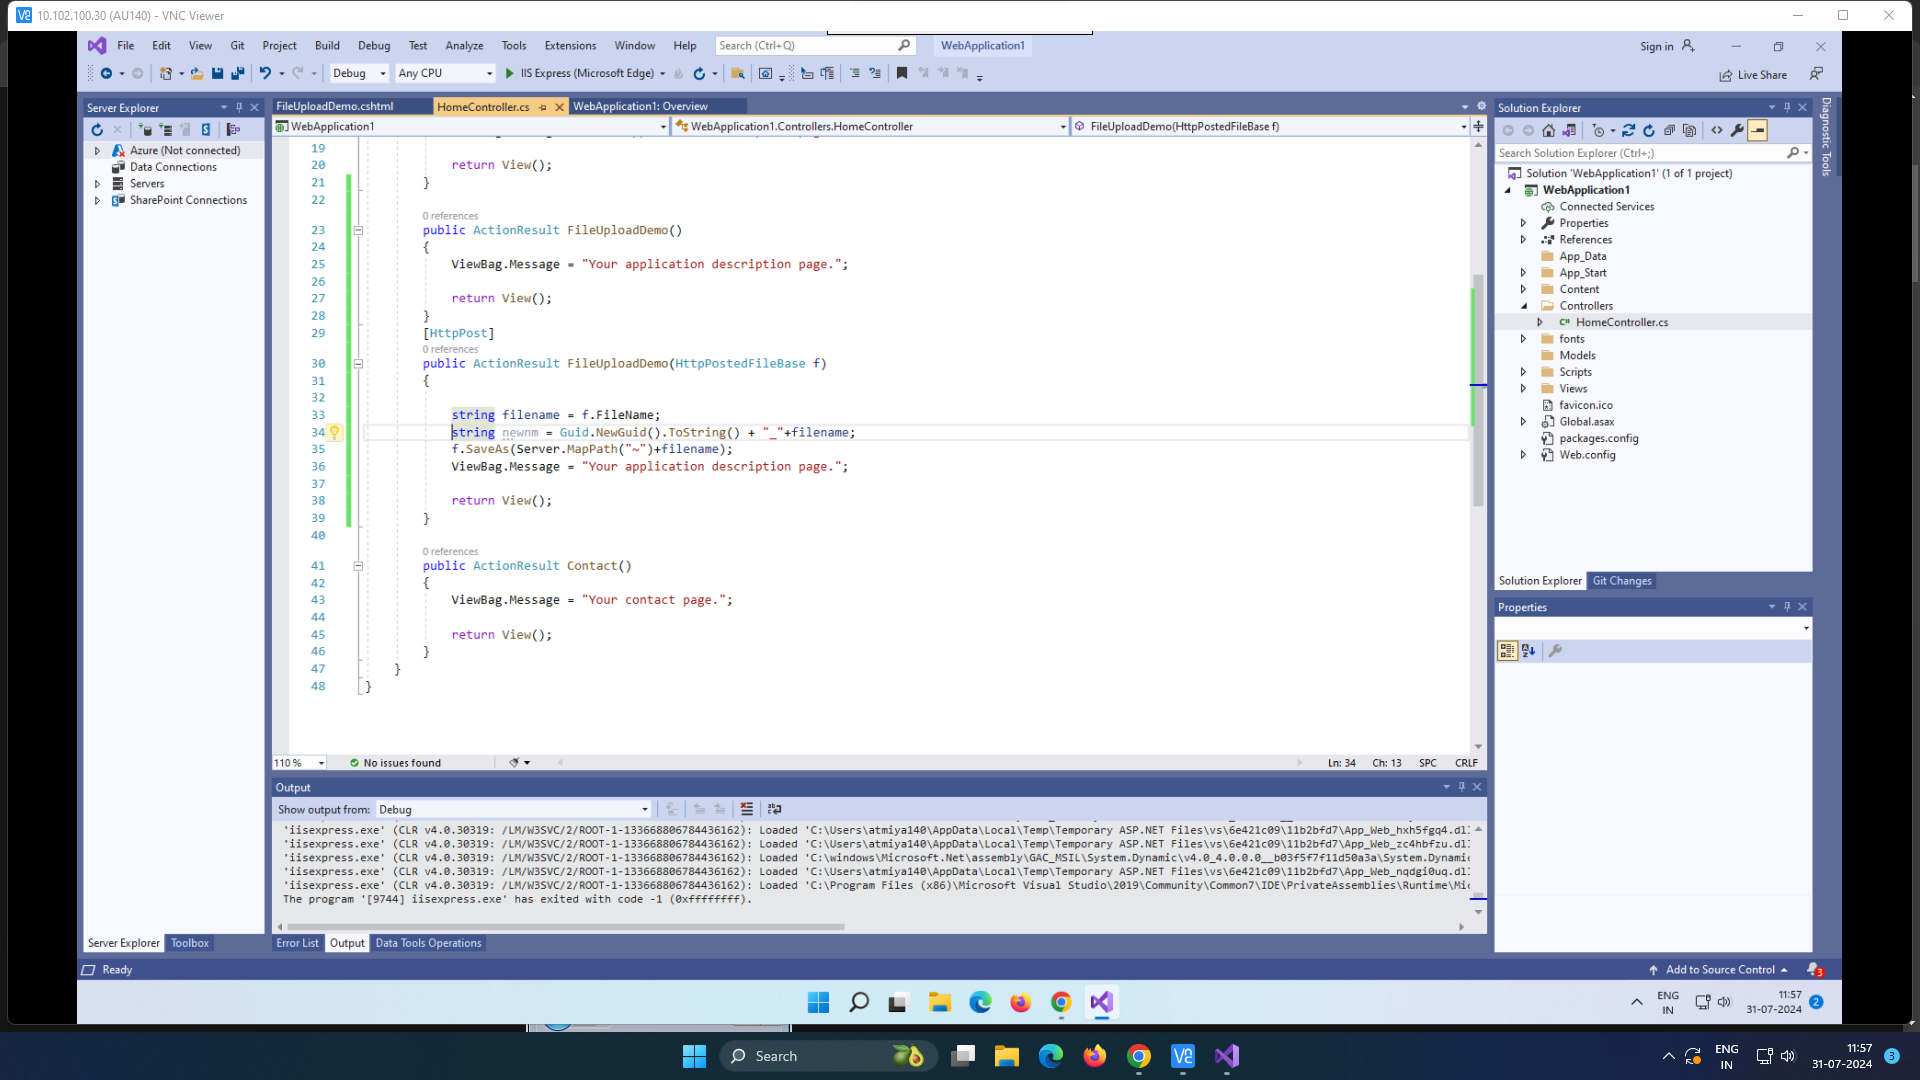 10.102.100.30 (AU140) - VNC Viewer
File Edit View Git Project Build Debug Test Analyze Tools Extensions Window Help Search (Ctrl+Q) WebApplication1 Sign in
Debug Any CPU IIS Express (Microsoft Edge) Live Share
Server Explorer
Azure (Not connected)
Data Connections
Servers
SharePoint Connections
FileUploadDemo.cshtml HomeController.cs WebApplication1: Overview
WebApplication1 WebApplication1.Controllers.HomeController FileUploadDemo(HttpPostedFileBase f)
19
20 return View();
21 }
22
0 references
23 public ActionResult FileUploadDemo()
24 {
25 ViewBag.Message = "Your application description page.";
26
27 return View();
28 }
29 [HttpPost]
0 references
30 public ActionResult FileUploadDemo(HttpPostedFileBase f)
31 {
32
33 string filename = f.FileName;
34 string newnm = Guid.NewGuid().ToString() + "_"+filename;
35 f.SaveAs(Server.MapPath("~")+filename);
36 ViewBag.Message = "Your application description page.";
37
38 return View();
39 }
40
0 references
41 public ActionResult Contact()
42 {
43 ViewBag.Message = "Your contact page.";
44
45 return View();
46 }
47 }
48 }
110 % No issues found Ln: 34 Ch: 13 SPC CRLF
Output
Show output from: Debug
'iisexpress.exe' (CLR v4.0.30319: /LM/W3SVC/2/ROOT-1-133668806784436162): Loaded 'C:\Users\atmiya140\AppData\Local\Temp\Temporary ASP.NET Files\vs\6e421c09\11b2bfd7\App_Web_hxh5fgq4.dll
'iisexpress.exe' (CLR v4.0.30319: /LM/W3SVC/2/ROOT-1-133668806784436162): Loaded 'C:\Users\atmiya140\AppData\Local\Temp\Temporary ASP.NET Files\vs\6e421c09\11b2bfd7\App_Web_zc4hbfzu.dll
'iisexpress.exe' (CLR v4.0.30319: /LM/W3SVC/2/ROOT-1-133668806784436162): Loaded 'C:\windows\Microsoft.Net\assembly\GAC_MSIL\System.Dynamic\v4.0_4.0.0.0__b03f5f7f11d50a3a\System.Dynamic
'iisexpress.exe' (CLR v4.0.30319: /LM/W3SVC/2/ROOT-1-133668806784436162): Loaded 'C:\Users\atmiya140\AppData\Local\Temp\Temporary ASP.NET Files\vs\6e421c09\11b2bfd7\App_Web_nqdgi0uq.dll
'iisexpress.exe' (CLR v4.0.30319: /LM/W3SVC/2/ROOT-1-133668806784436162): Loaded 'C:\Program Files (x86)\Microsoft Visual Studio\2019\Community\Common7\IDE\PrivateAssemblies\Runtime\Mic
The program '[9744] iisexpress.exe' has exited with code -1 (0xffffffff).
Server Explorer Toolbox
Error List Output Data Tools Operations
Solution Explorer
Search Solution Explorer (Ctrl+;)
Solution 'WebApplication1' (1 of 1 project)
WebApplication1
Connected Services
Properties
References
App_Data
App_Start
Content
Controllers
C# HomeController.cs
fonts
Models
Scripts
Views
favicon.ico
Global.asax
packages.config
Web.config
Solution Explorer Git Changes
Properties
Diagnostic Tools
Ready Add to Source Control 3
ENG IN 11:57 31-07-2024 2
Search ENG IN 11:57 31-07-2024 3